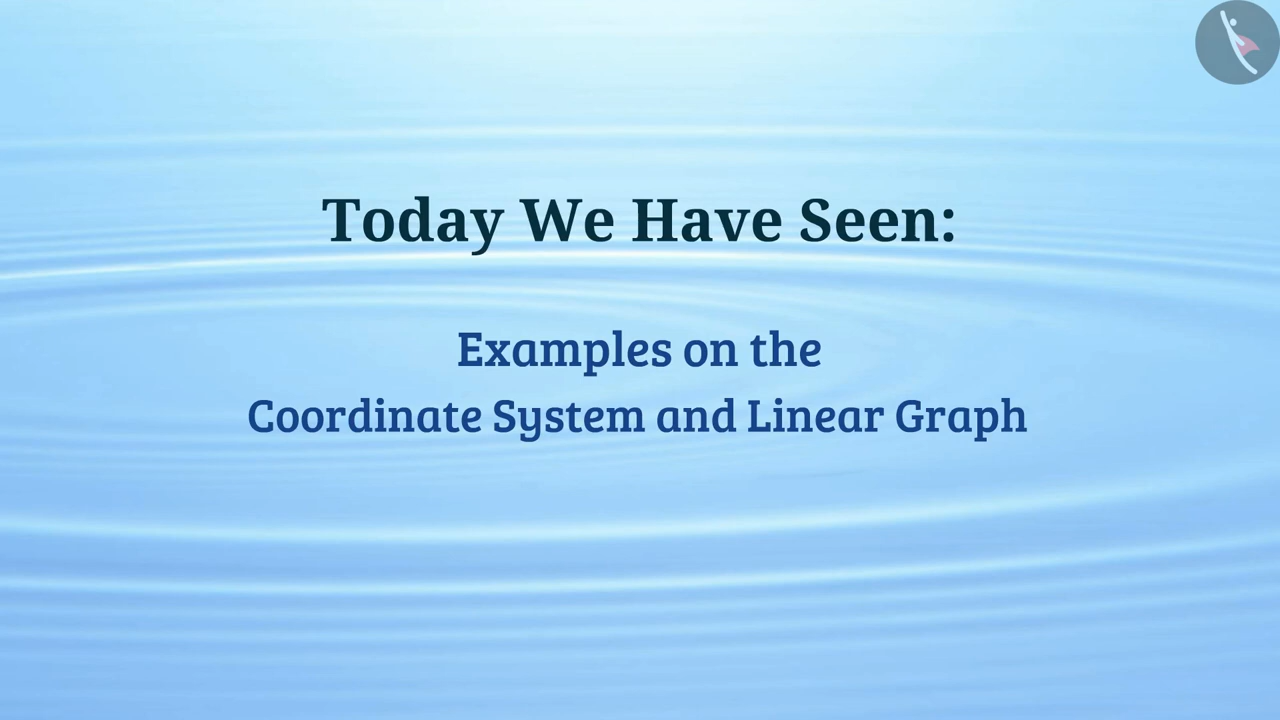 Today We Have Seen:
Examples on the
Coordinate System and Linear Graph